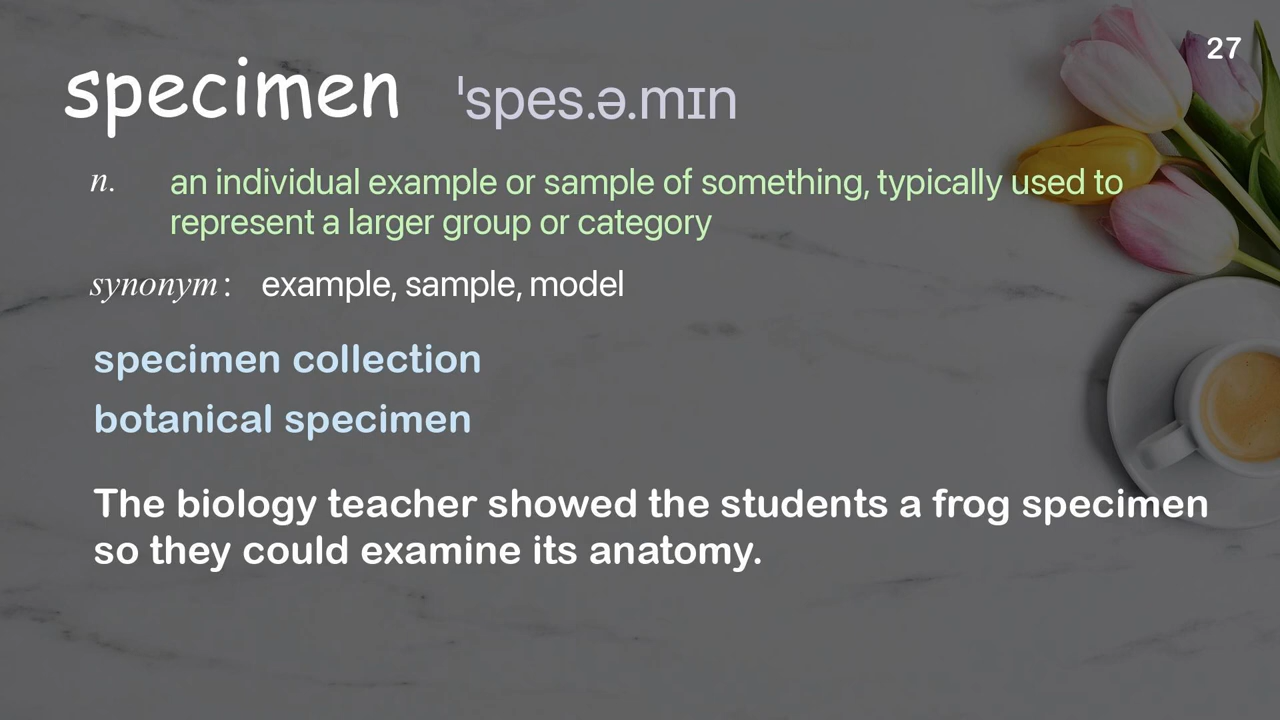 27
specimen ˈspes.ə.mɪn
n. an individual example or sample of something, typically used to
represent a larger group or category
synonym: example, sample, model
specimen collection
botanical specimen
The biology teacher showed the students a frog specimen
so they could examine its anatomy.